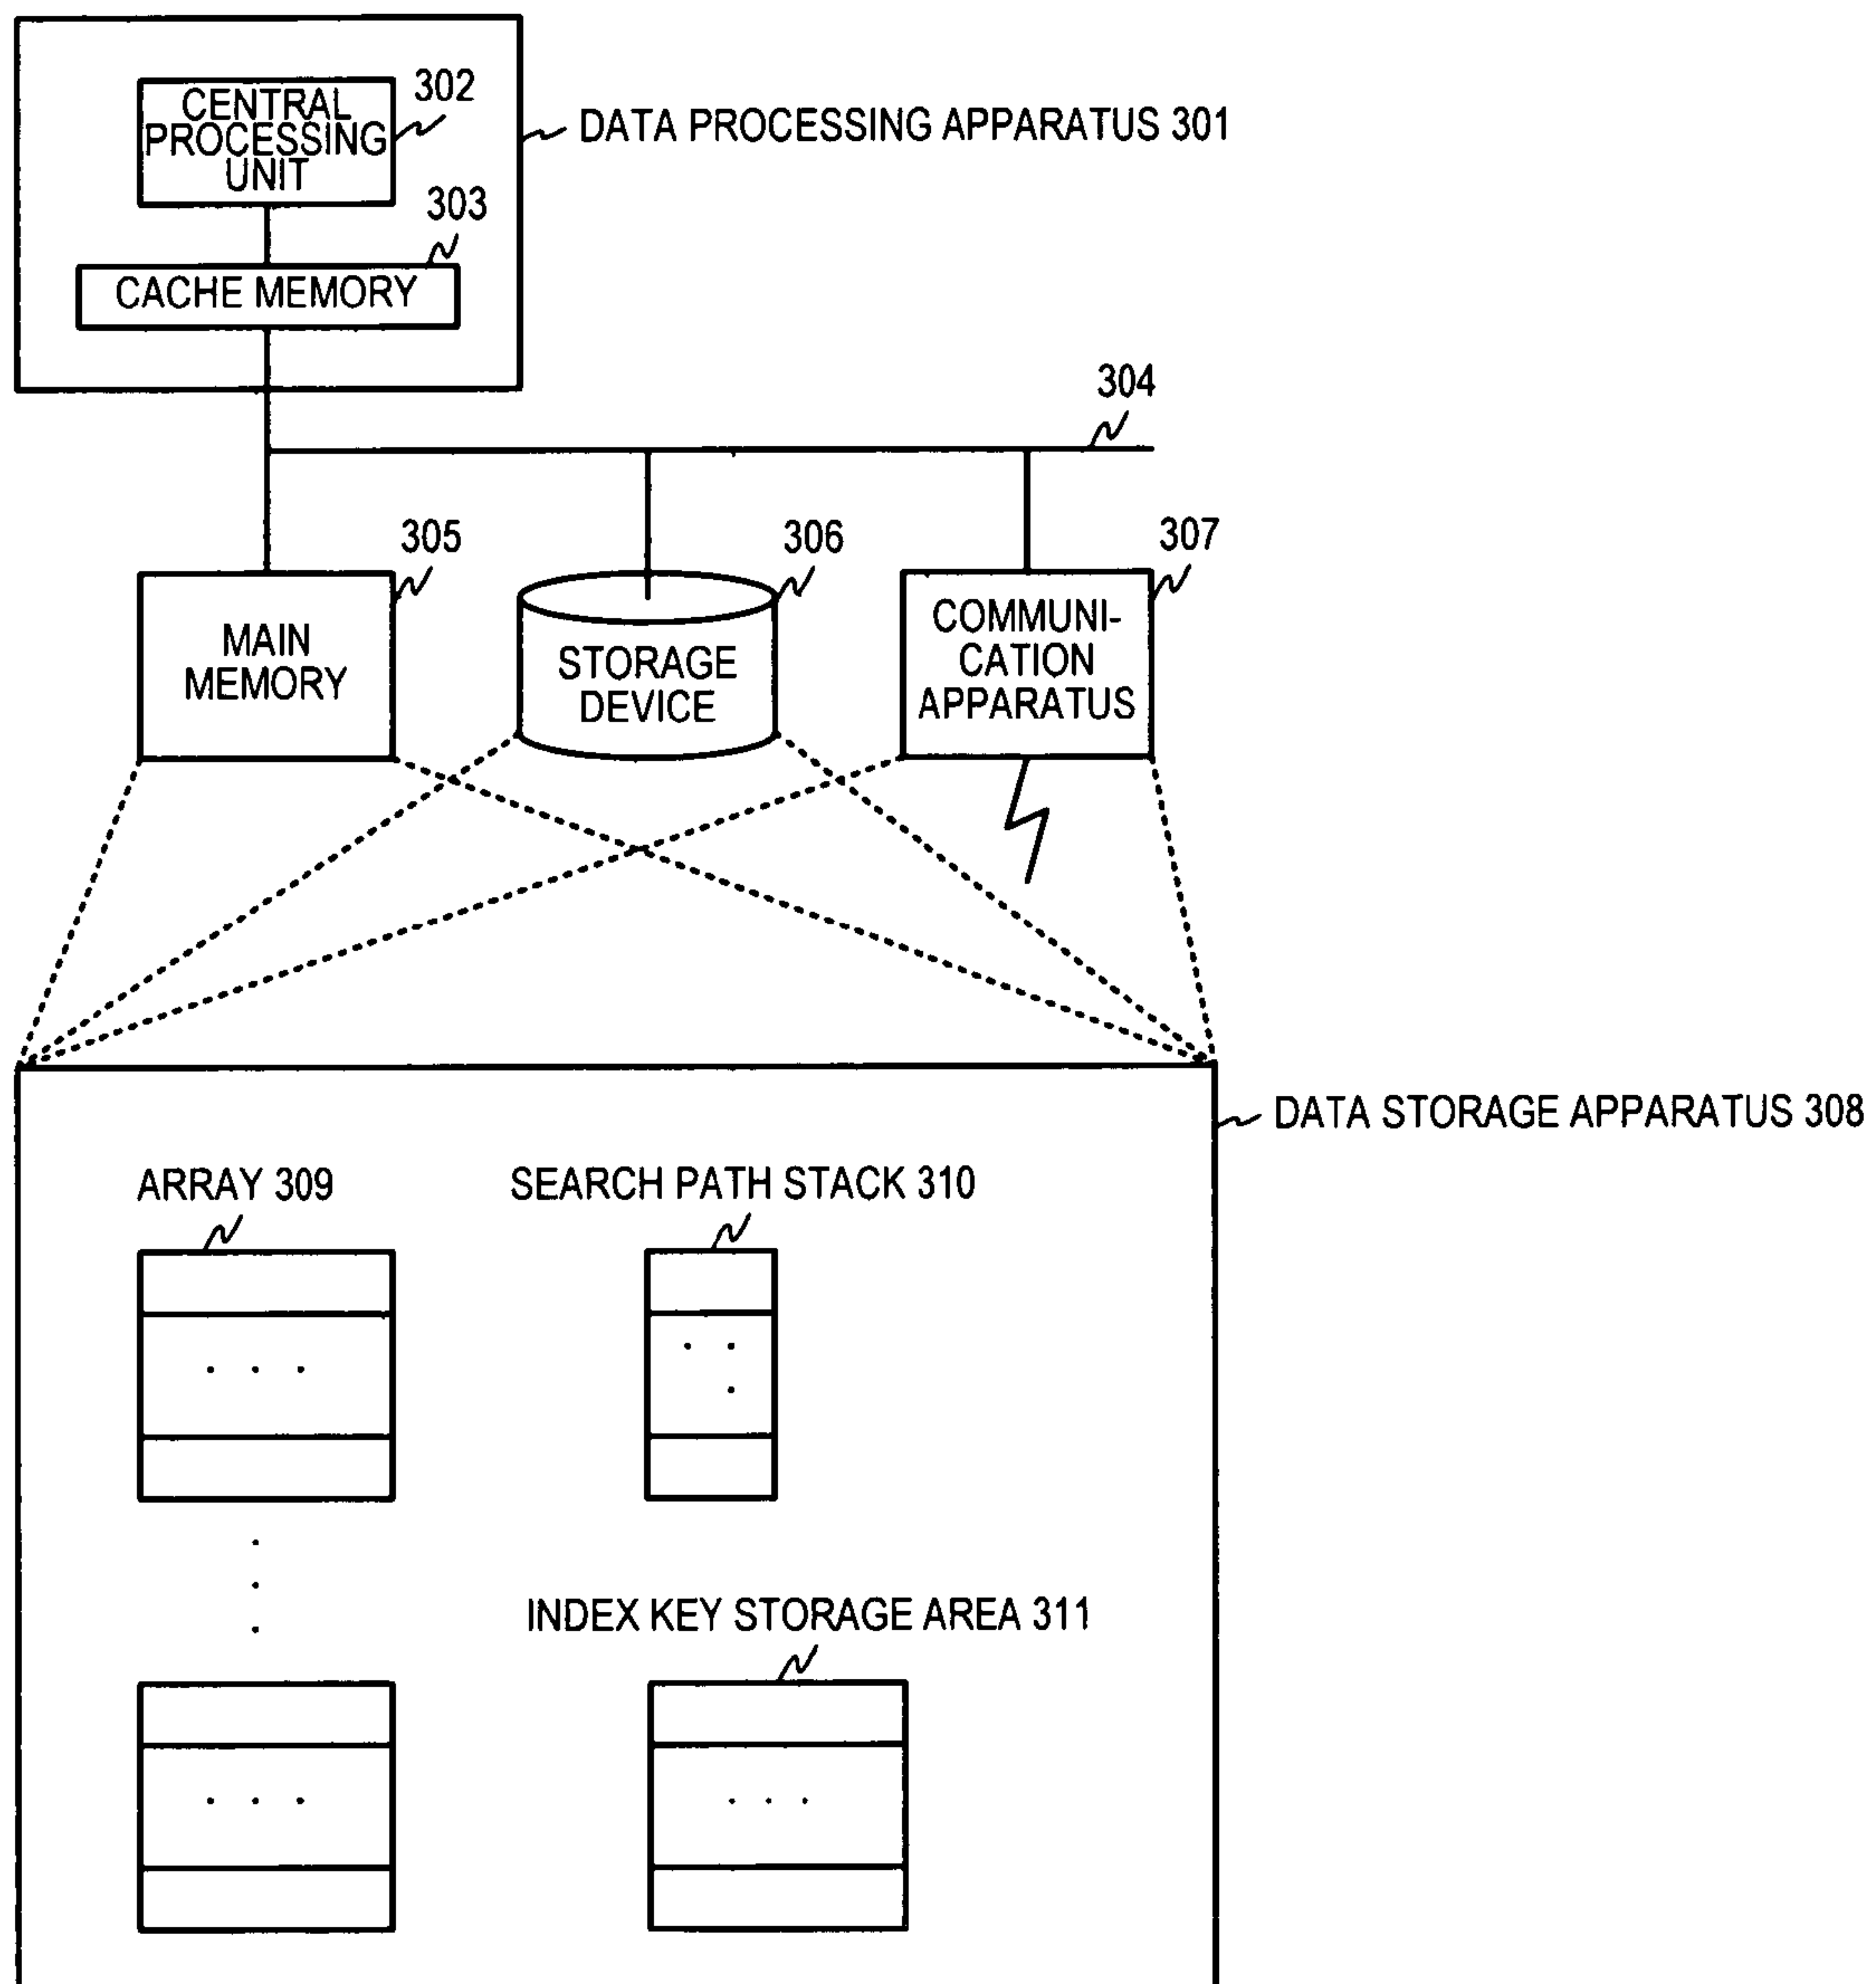 302
CENTRAL
PROCESSING
UNIT
DATA PROCESSING APPARATUS 301
303
CACHE MEMORY
304
305
306
307
MAIN
MEMORY
STORAGE
DEVICE
COMMUNI-
CATION
APPARATUS
DATA STORAGE APPARATUS 308
ARRAY 309
SEARCH PATH STACK 310
INDEX KEY STORAGE AREA 311